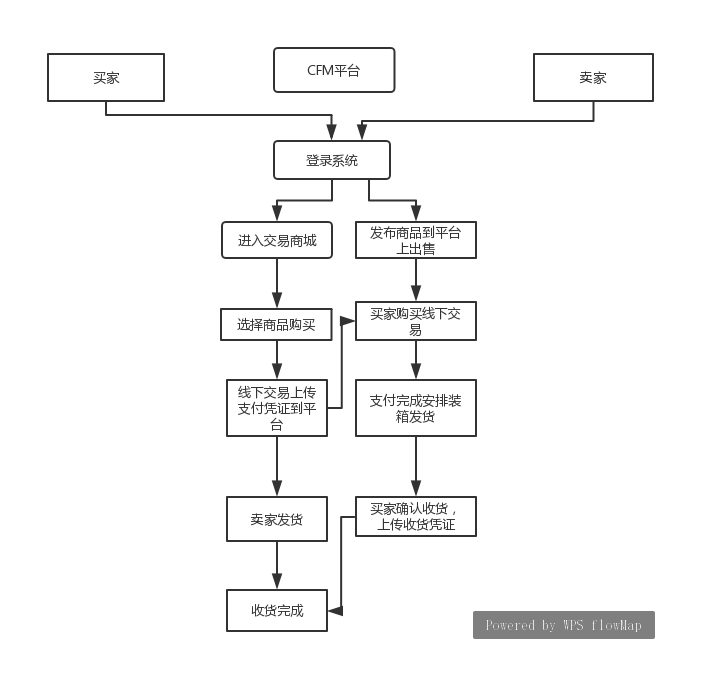 买家
CFM平台
卖家
登录系统
进入交易商城
发布商品到平台
上出售
选择商品购买
买家购买线下交
易
线下交易上传
支付凭证到平
台
支付完成安排装
箱发货
卖家发货
买家确认收货，
上传收货凭证
收货完成
Powered by WPS flowMap